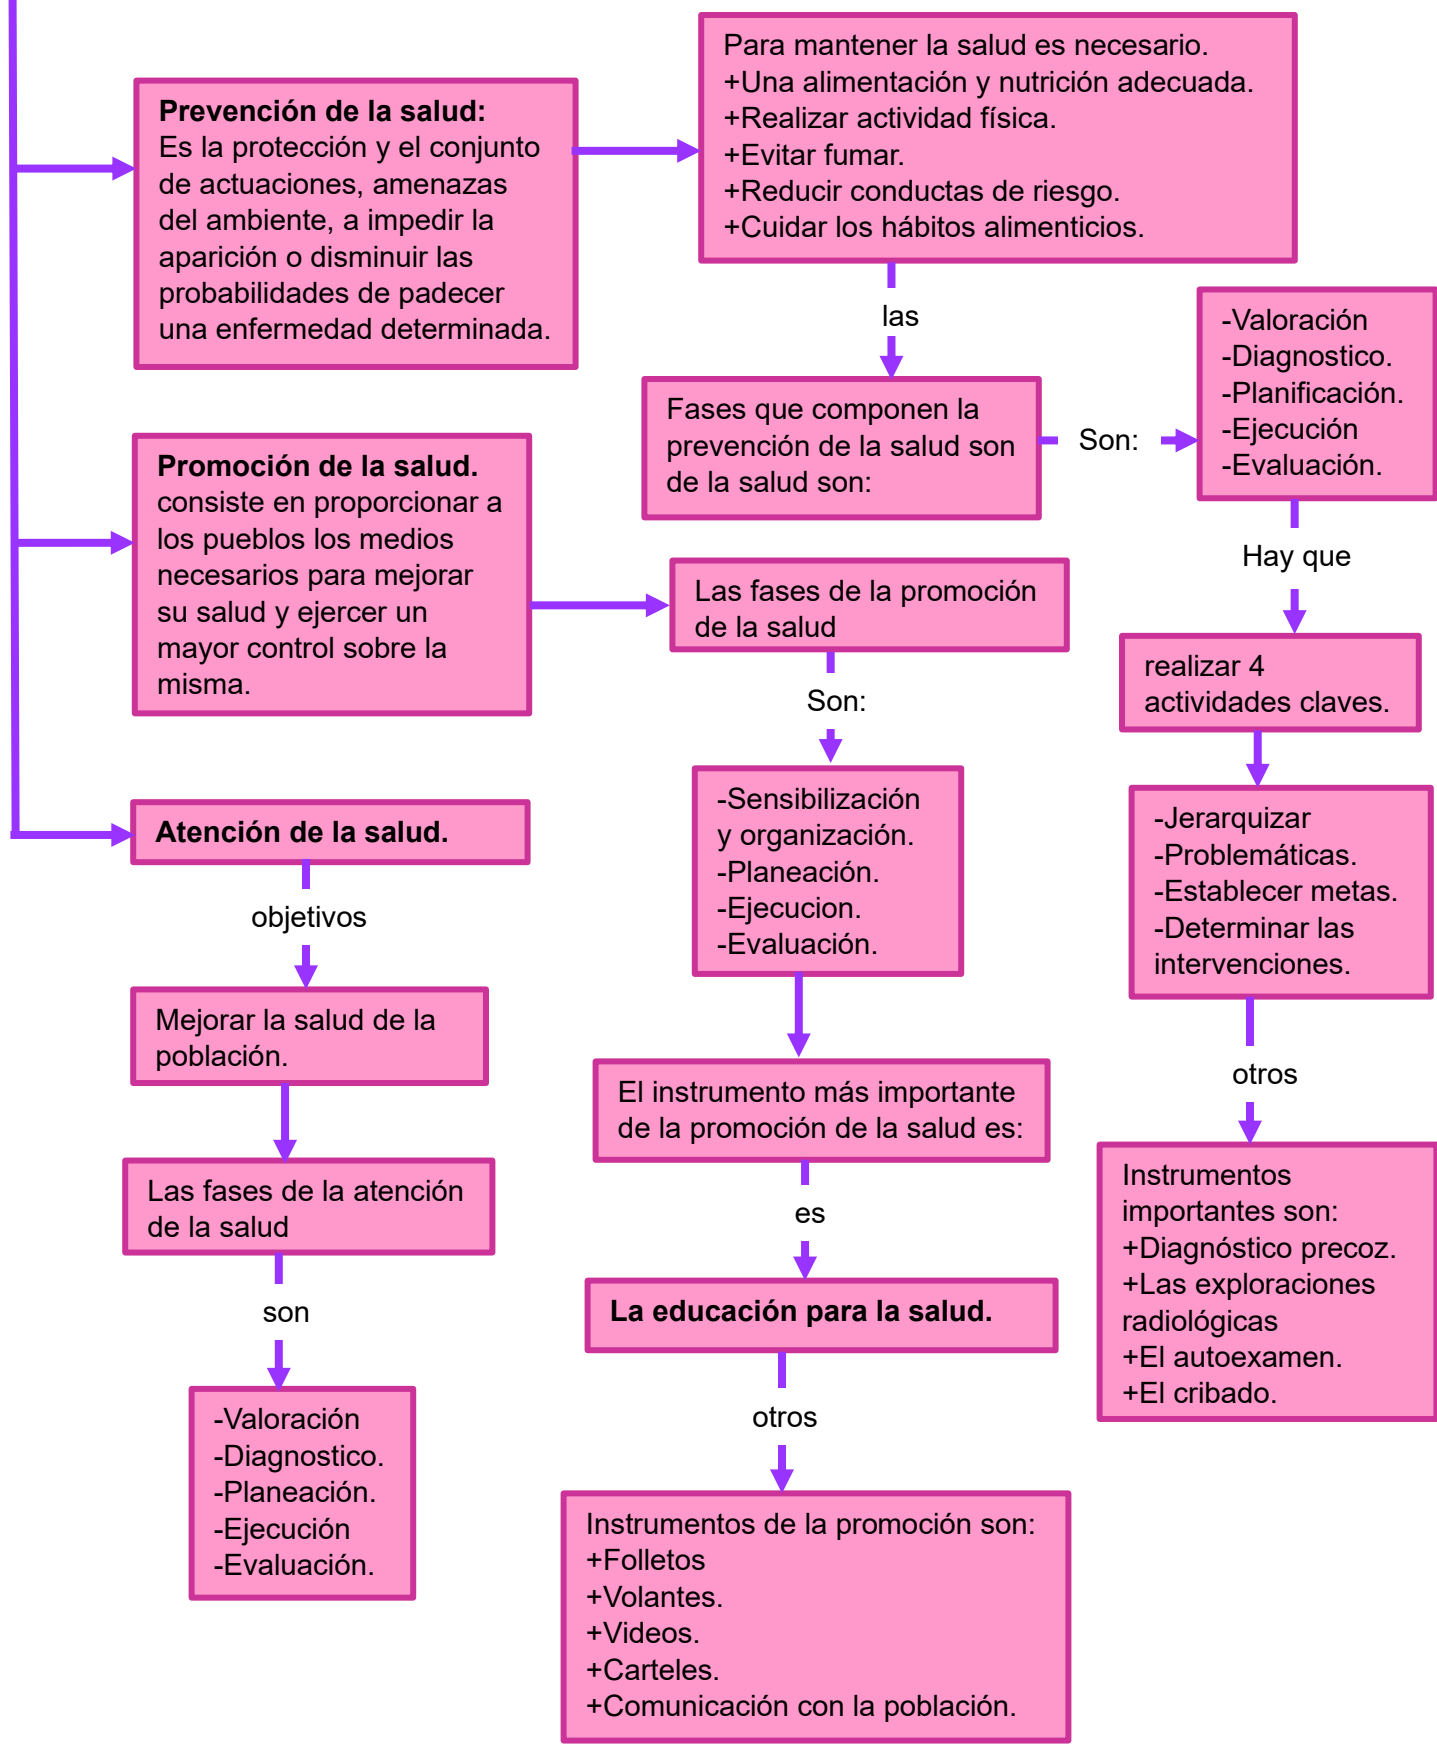 Prevención de la salud:
Es la protección y el conjunto
de actuaciones, amenazas
del ambiente, a impedir la
aparición o disminuir las
probabilidades de padecer
una enfermedad determinada.
Para mantener la salud es necesario.
+Una alimentación y nutrición adecuada.
+Realizar actividad física.
+Evitar fumar.
+Reducir conductas de riesgo.
+Cuidar los hábitos alimenticios.
las
Fases que componen la
prevención de la salud son
de la salud son:
Son:
-Valoración
-Diagnostico.
-Planificación.
-Ejecución
-Evaluación.
Hay que
realizar 4
actividades claves.
-Jerarquizar
-Problemáticas.
-Establecer metas.
-Determinar las
intervenciones.
otros
Instrumentos
importantes son:
+Diagnóstico precoz.
+Las exploraciones
radiológicas
+El autoexamen.
+El cribado.
Promoción de la salud.
consiste en proporcionar a
los pueblos los medios
necesarios para mejorar
su salud y ejercer un
mayor control sobre la
misma.
Las fases de la promoción
de la salud
Son:
-Sensibilización
y organización.
-Planeación.
-Ejecucion.
-Evaluación.
El instrumento más importante
de la promoción de la salud es:
es
La educación para la salud.
otros
Instrumentos de la promoción son:
+Folletos
+Volantes.
+Videos.
+Carteles.
+Comunicación con la población.
Atención de la salud.
objetivos
Mejorar la salud de la
población.
Las fases de la atención
de la salud
son
-Valoración
-Diagnostico.
-Planeación.
-Ejecución
-Evaluación.